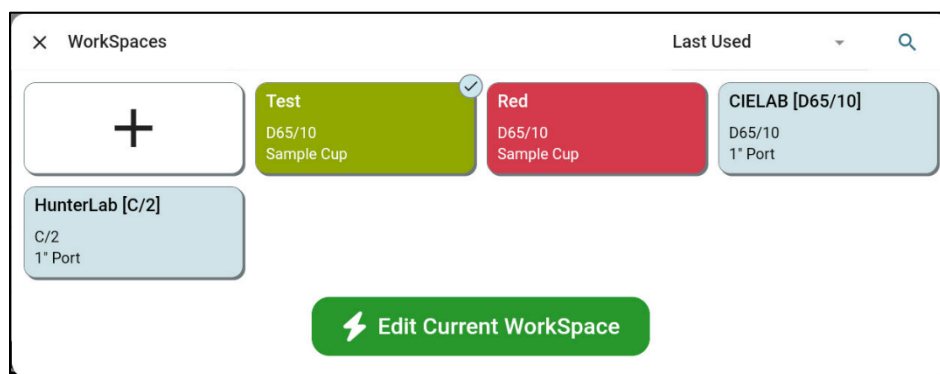 WorkSpaces
Last Used
Test
D65/10
Sample Cup
Red
D65/10
Sample Cup
CIELAB [D65/10]
D65/10
1" Port
HunterLab [C/2]
C/2
1" Port
Edit Current WorkSpace